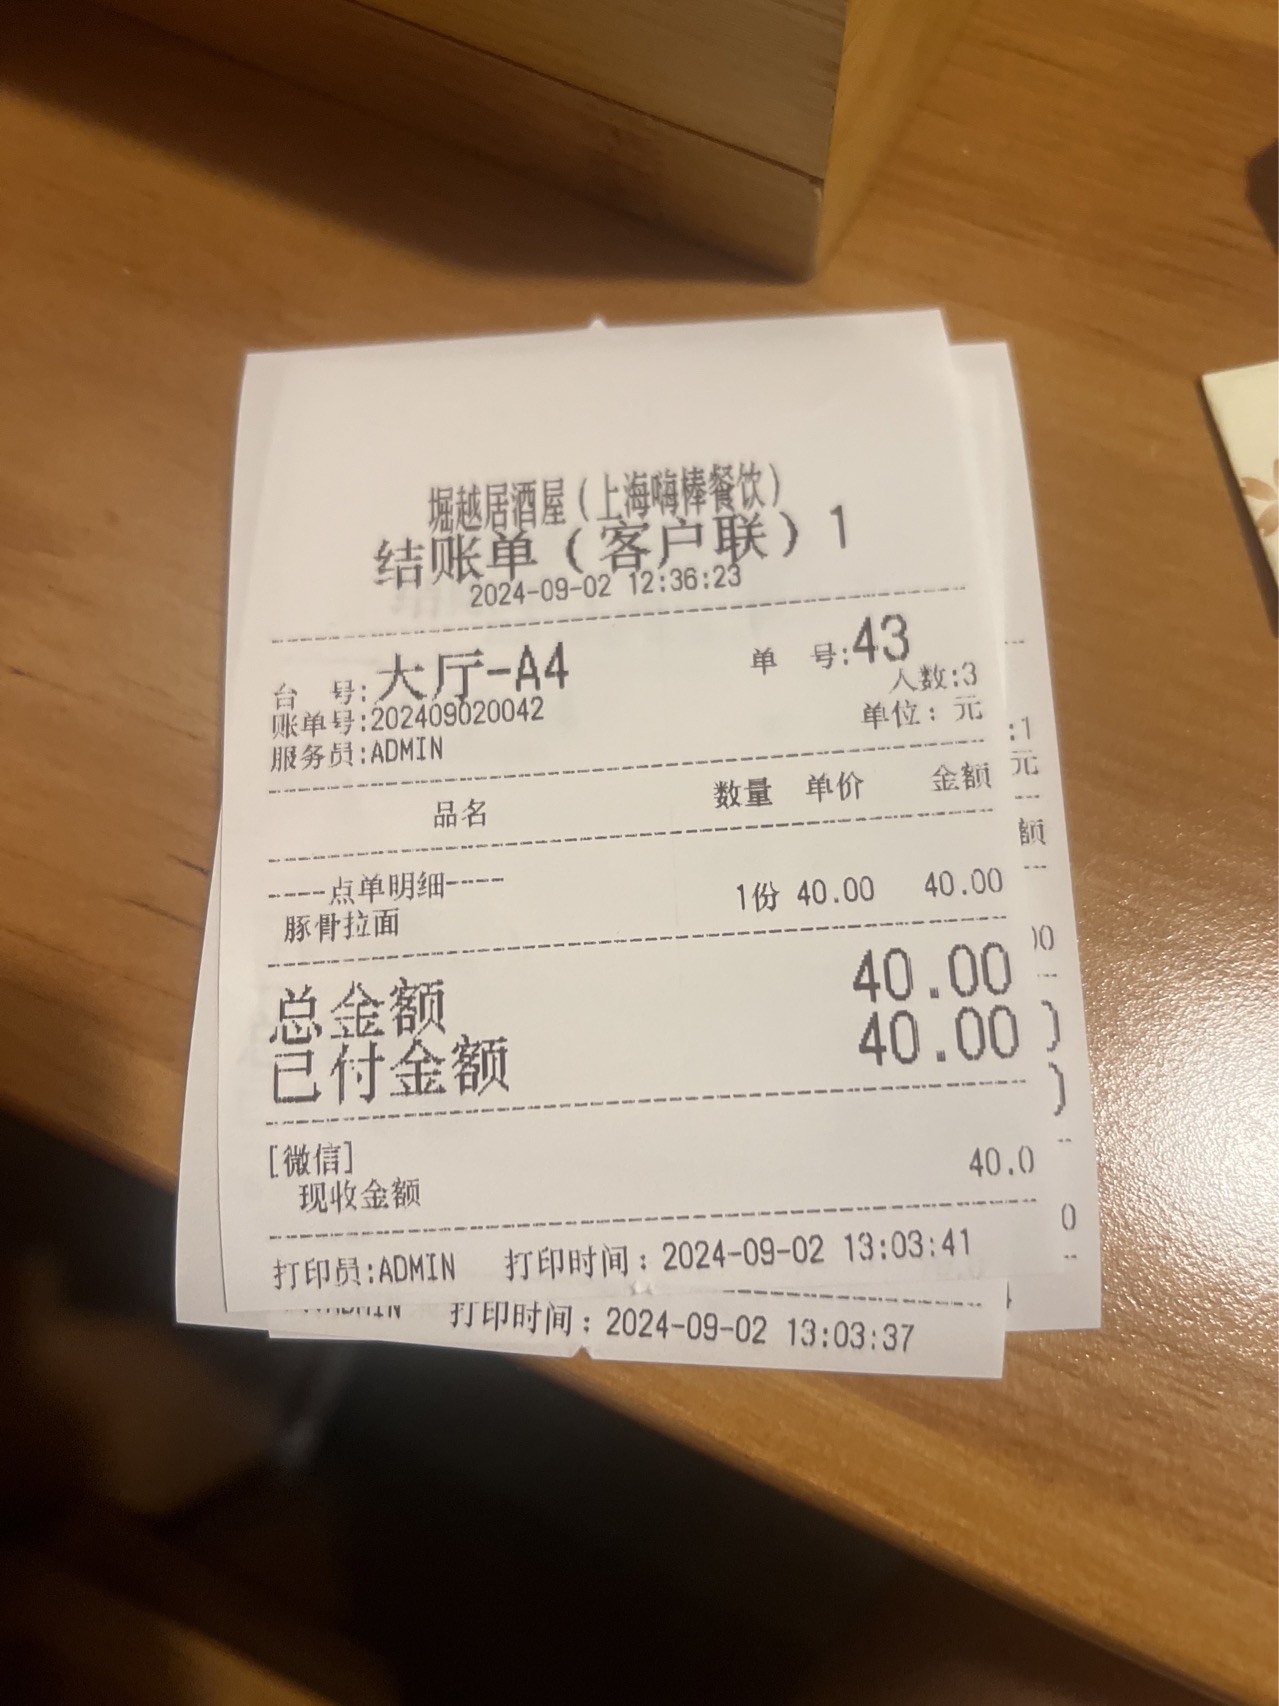 堀越居酒屋(上海嗨棒餐饮)
结账单(客户联)1
2024-09-02 12:36:23
台 号:大厅-A4 单 号:43
人数:3
账单号:202409020042 单位: 元
服务员:ADMIN
品名 数量 单价 金额
----点单明细----
豚骨拉面 1份 40.00 40.00
总金额 40.00
已付金额 40.00
[微信]
现收金额 40.0
打印员:ADMIN 打印时间: 2024-09-02 13:03:41
打印时间: 2024-09-02 13:03:37
:1
元
额
0
)
)
0